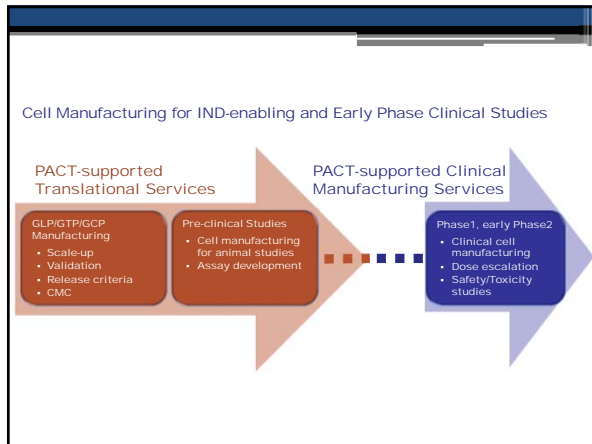 Cell Manufacturing for IND-enabling and Early Phase Clinical Studies
PACT-supported
Translational Services
GLP/GTP/GCP
Manufacturing
• Scale-up
• Validation
• Release criteria
• CMC
Pre-clinical Studies
• Cell manufacturing
for animal studies
• Assay development
PACT-supported Clinical
Manufacturing Services
Phase1, early Phase2
• Clinical cell
manufacturing
• Dose escalation
• Safety/Toxicity
studies